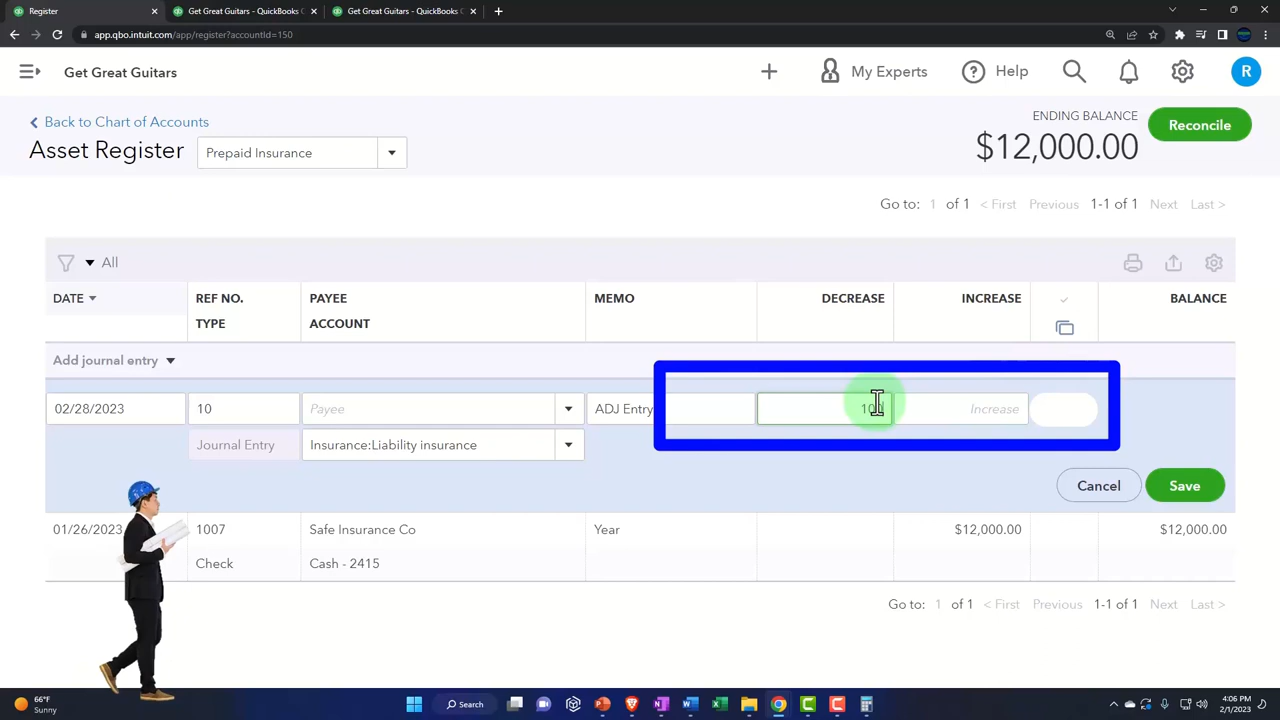 Register
Get Great Guitars - QuickBooks
Get Great Guitars - QuickBooks
app.qbo.intuit.com/app/register?accountId=150
Get Great Guitars
My Experts
Help
R
Back to Chart of Accounts
ENDING BALANCE
Asset Register
Prepaid Insurance
$12,000.00
Reconcile
Go to: 1 of 1 < First Previous 1-1 of 1 Next Last >
All
DATE
REF NO.
PAYEE
MEMO
DECREASE
INCREASE
BALANCE
TYPE
ACCOUNT
Add journal entry
02/28/2023
10
Payee
ADJ Entry
Increase
Journal Entry
Insurance:Liability insurance
Cancel
Save
01/26/2023
1007
Safe Insurance Co
Year
$12,000.00
$12,000.00
Check
Cash - 2415
Go to: 1 of 1 < First Previous 1-1 of 1 Next Last >
66°F
Sunny
Search
4:06 PM
2/1/2023